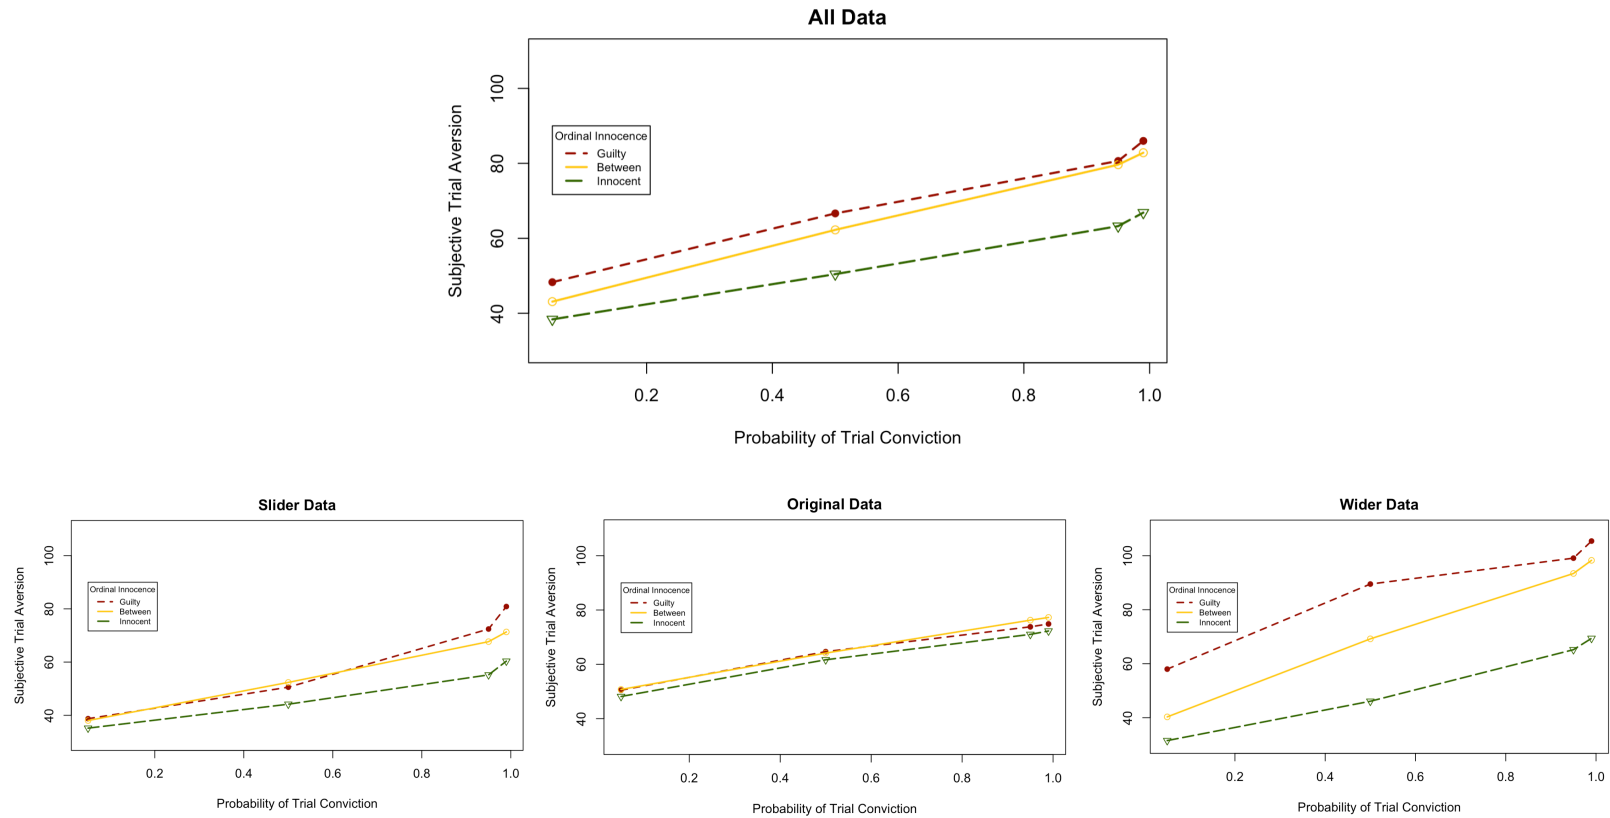 All Data
Subjective Trial Aversion
100
80
60
40
Ordinal Innocence
Guilty
Between
Innocent
0.2 0.4 0.6 0.8 1.0
Probability of Trial Conviction
Slider Data
Subjective Trial Aversion
100
80
60
40
Ordinal Innocence
Guilty
Between
Innocent
0.2 0.4 0.6 0.8 1.0
Probability of Trial Conviction
Original Data
Subjective Trial Aversion
100
80
60
40
Ordinal Innocence
Guilty
Between
Innocent
0.2 0.4 0.6 0.8 1.0
Probability of Trial Conviction
Wider Data
Subjective Trial Aversion
100
80
60
40
Ordinal Innocence
Guilty
Between
Innocent
0.2 0.4 0.6 0.8 1.0
Probability of Trial Conviction